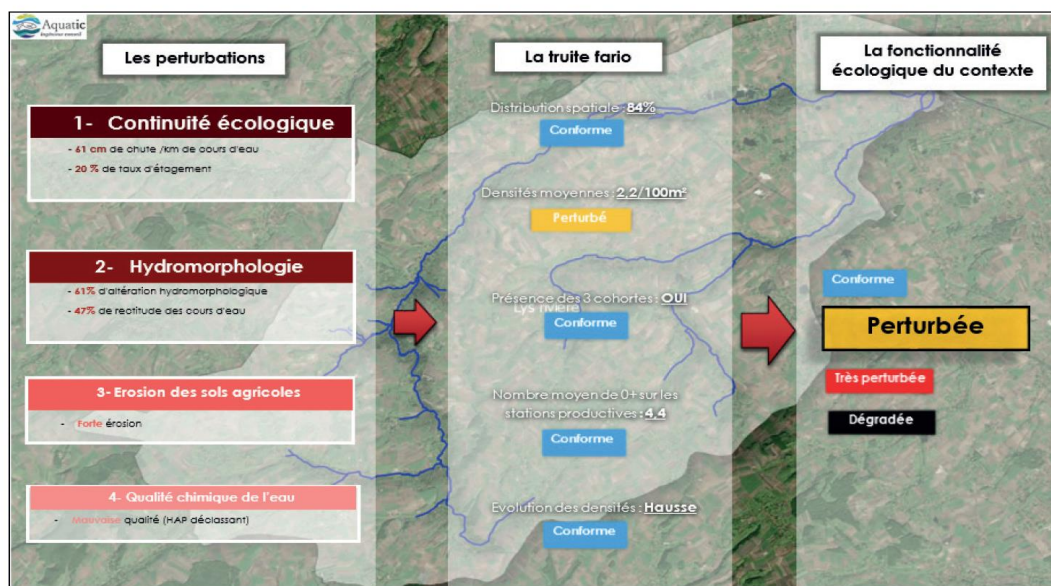 Aquatic
Ingénieur conseil
Les perturbations
1- Continuité écologique
- 61 cm de chute /km de cours d'eau
- 20 % de taux d'étagement
2- Hydromorphologie
- 61% d'altération hydromorphologique
- 47% de rectitude des cours d'eau
3- Erosion des sols agricoles
- Forte érosion
4- Qualité chimique de l'eau
- Mauvaise qualité (HAP déclassant)
La truite fario
Distribution spatiale : 84%
Conforme
Densités moyennes : 2,2/100m²
Perturbé
Présence des 3 cohortes : OUI
Lys rivière
Conforme
Nombre moyen de 0+ sur les
stations productives : 4,4
Conforme
Evolution des densités : Hausse
Conforme
La fonctionnalité
écologique du contexte
Conforme
Perturbée
Très perturbée
Dégradée